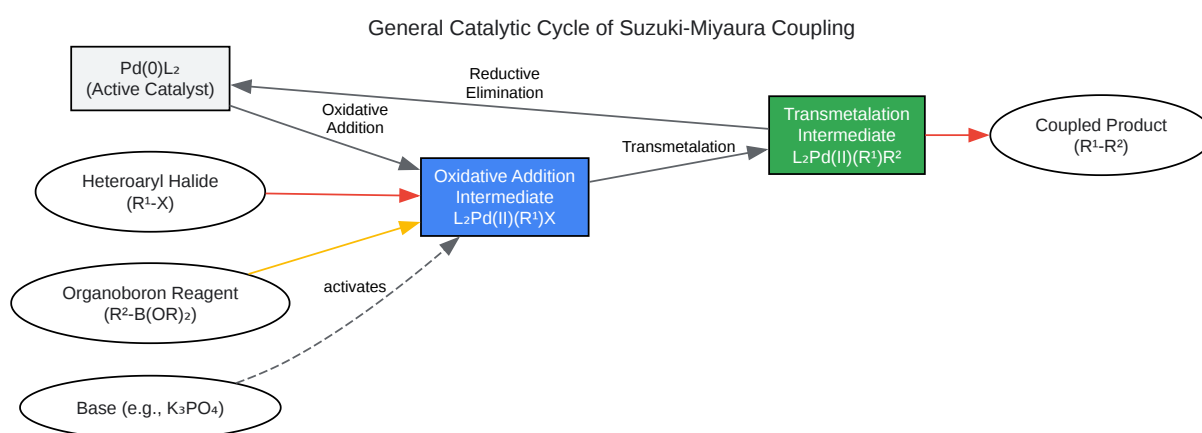 General Catalytic Cycle of Suzuki-Miyaura Coupling
Pd(0)L₂
(Active Catalyst)
Reductive
Elimination
Oxidative
Addition
Transmetalation
Intermediate
L₂Pd(II)(R¹)R²
Coupled Product
(R¹-R²)
Transmetalation
Heteroaryl Halide
(R¹-X)
Oxidative Addition
Intermediate
L₂Pd(II)(R¹)X
Organoboron Reagent
(R²-B(OR)₂)
activates
Base (e.g., K₃PO₄)